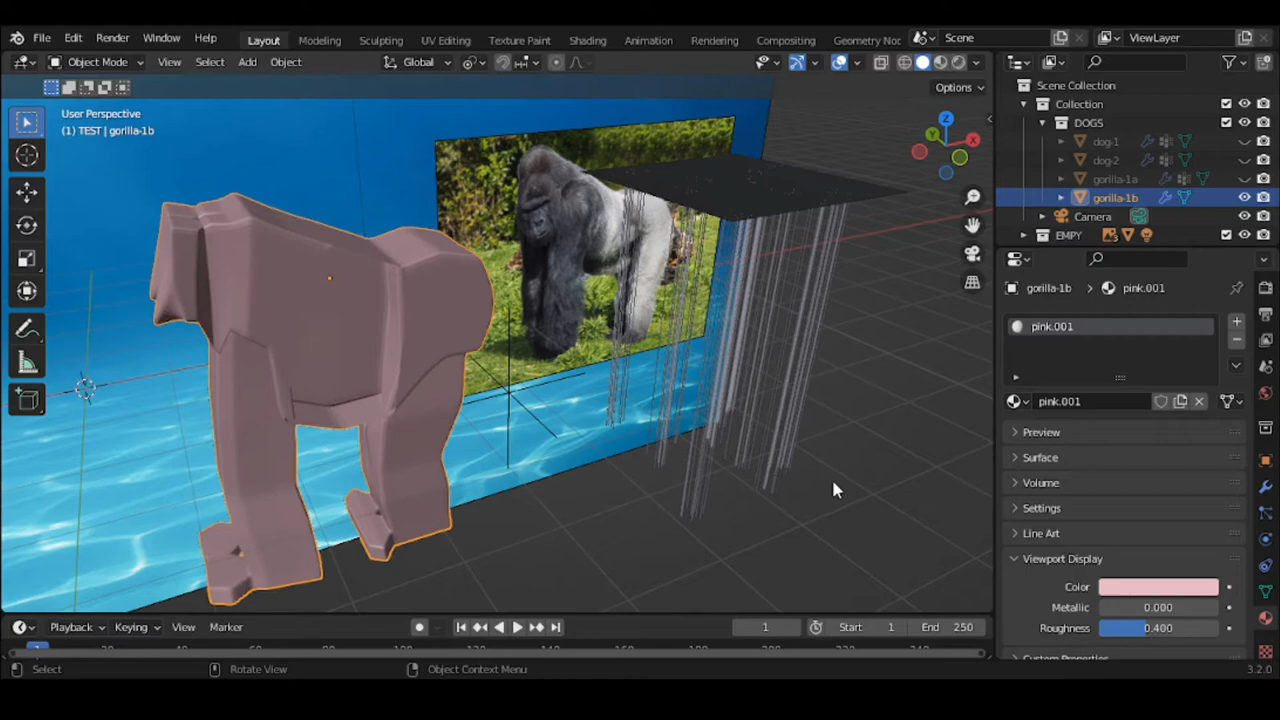 File Edit Render Window Help Layout Modeling Sculpting UV Editing Texture Paint Shading Animation Rendering Compositing Geometry Noc Scene ViewLayer
Object Mode View Select Add Object Global
Options
User Perspective
(1) TEST | gorilla-1b
Z
X
Y
Scene Collection
Collection
DOGS
dog-1
dog-2
gorilla-1a
gorilla-1b
Camera
EMPY 3
gorilla-1b pink.001
pink.001
pink.001
Preview
Surface
Volume
Settings
Line Art
Viewport Display
Color
Metallic 0.000
Roughness 0.400
Playback Keying View Marker 1 Start 1 End 250
1
Select Rotate View Object Context Menu 3.2.0